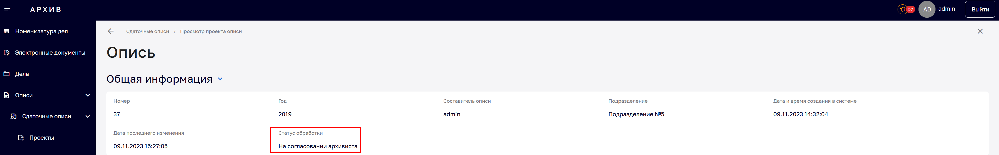 АРХИВ
57
AD
admin
Выйти
Номенклатура дел
Электронные документы
Дела
Описи
Сдаточные описи
Проекты
Сдаточные описи / Просмотр проекта описи
Опись
Общая информация
Номер
37
Год
2019
Составитель описи
admin
Подразделение
Подразделение №5
Дата и время создания в системе
09.11.2023 14:32:04
Дата последнего изменения
09.11.2023 15:27:05
Статус обработки
На согласовании архивиста